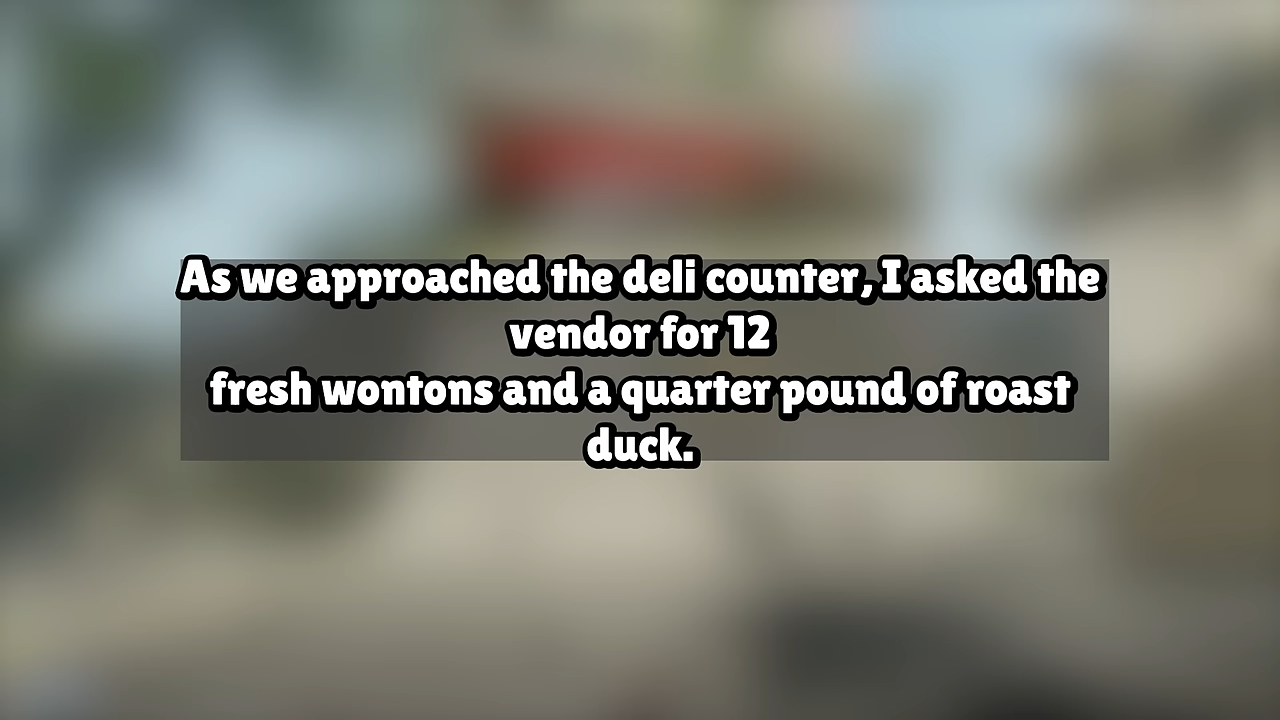 As we approached the deli counter, I asked the
vendor for 12
fresh wontons and a quarter pound of roast
duck.